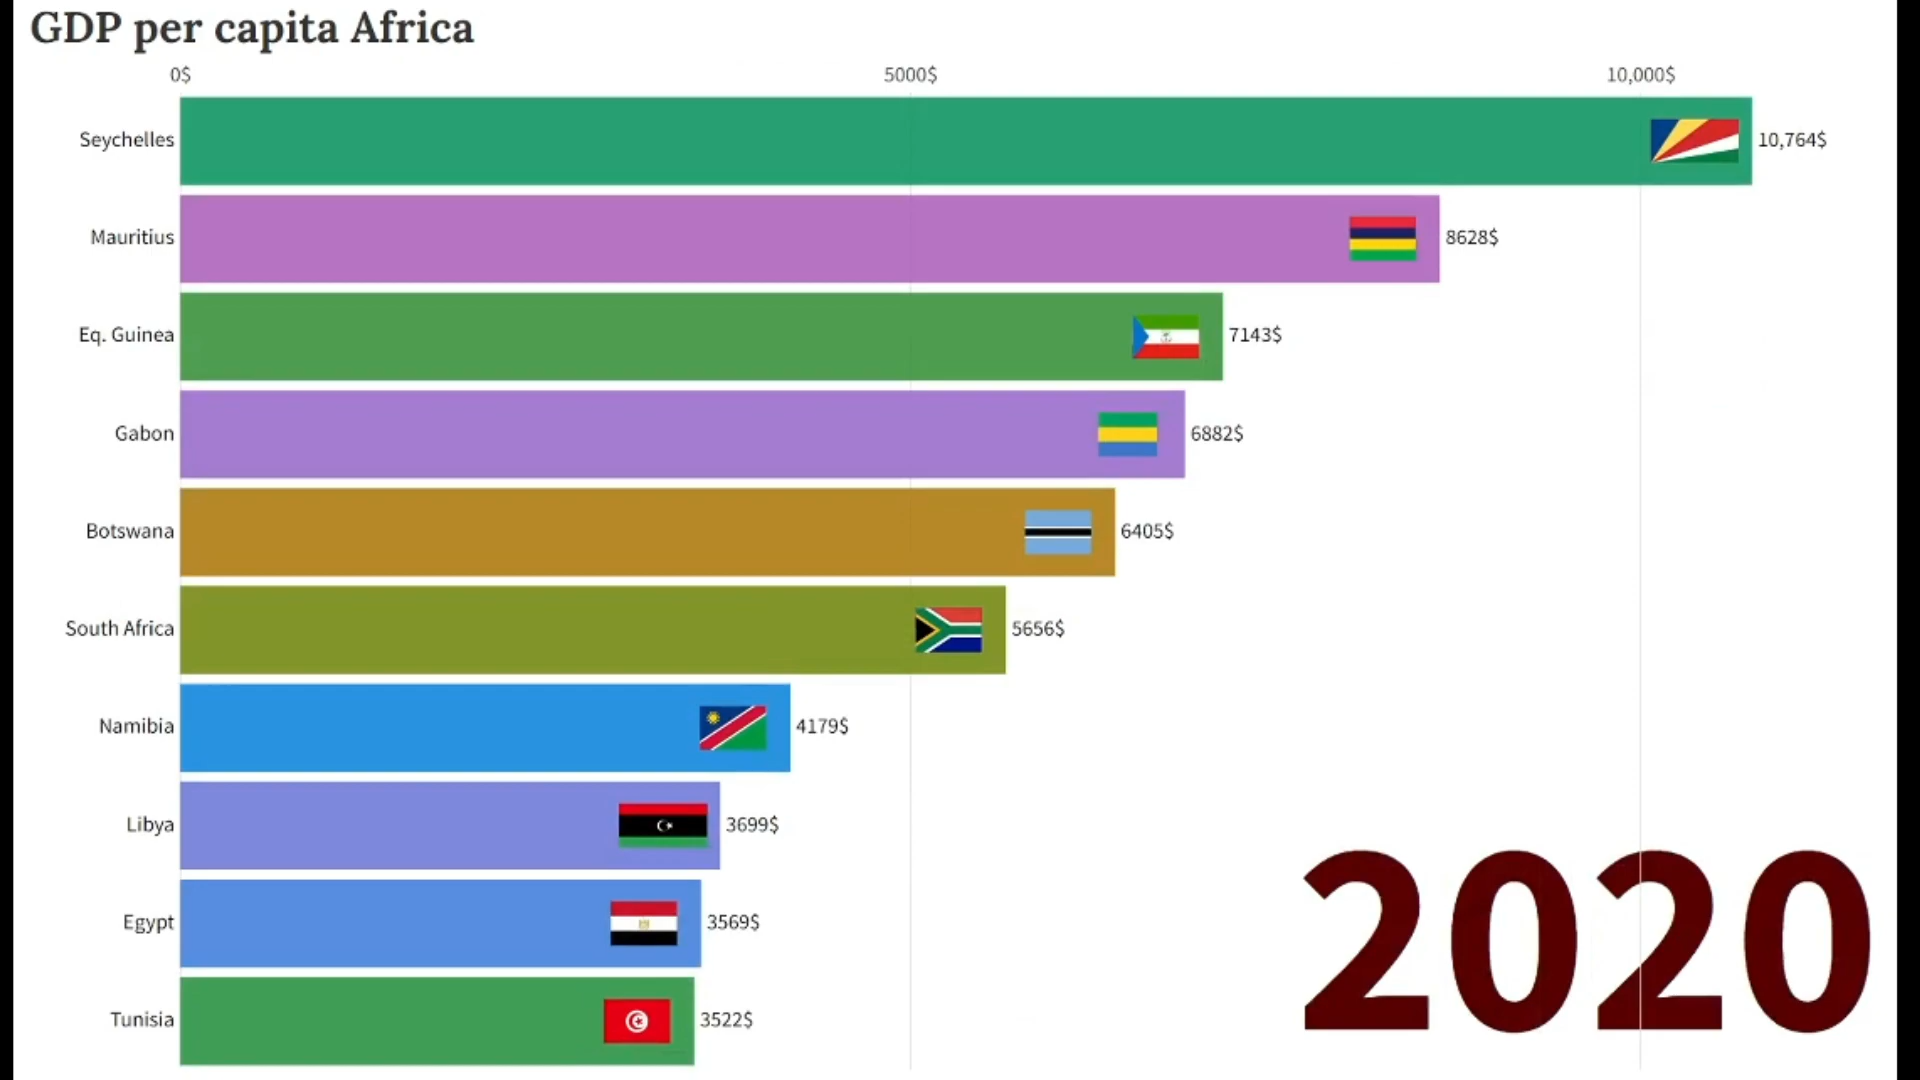 GDP per capita Africa
0$ 5000$ 10,000$
Seychelles 10,764$
Mauritius 8628$
Eq. Guinea 7143$
Gabon 6882$
Botswana 6405$
South Africa 5656$
Namibia 4179$
Libya 3699$
Egypt 3569$
Tunisia 3522$
2020